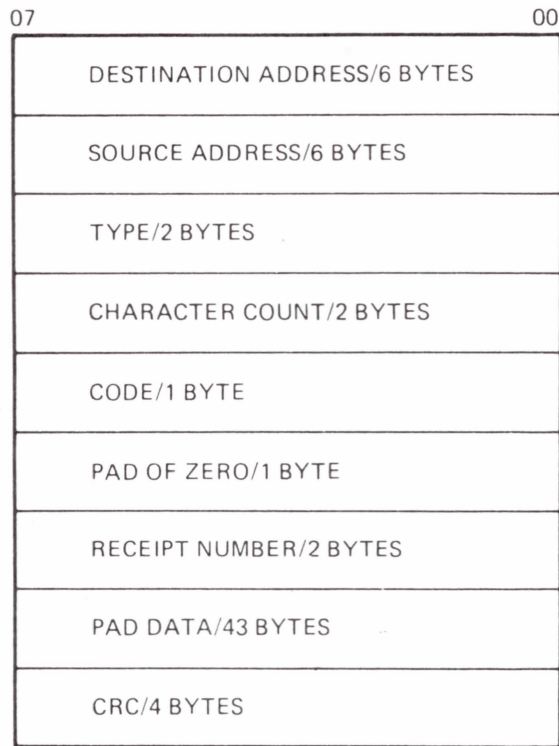 07 00
DESTINATION ADDRESS/6 BYTES
SOURCE ADDRESS/6 BYTES
TYPE/2 BYTES
CHARACTER COUNT/2 BYTES
CODE/1 BYTE
PAD OF ZERO/1 BYTE
RECEIPT NUMBER/2 BYTES
PAD DATA/43 BYTES
CRC/4 BYTES